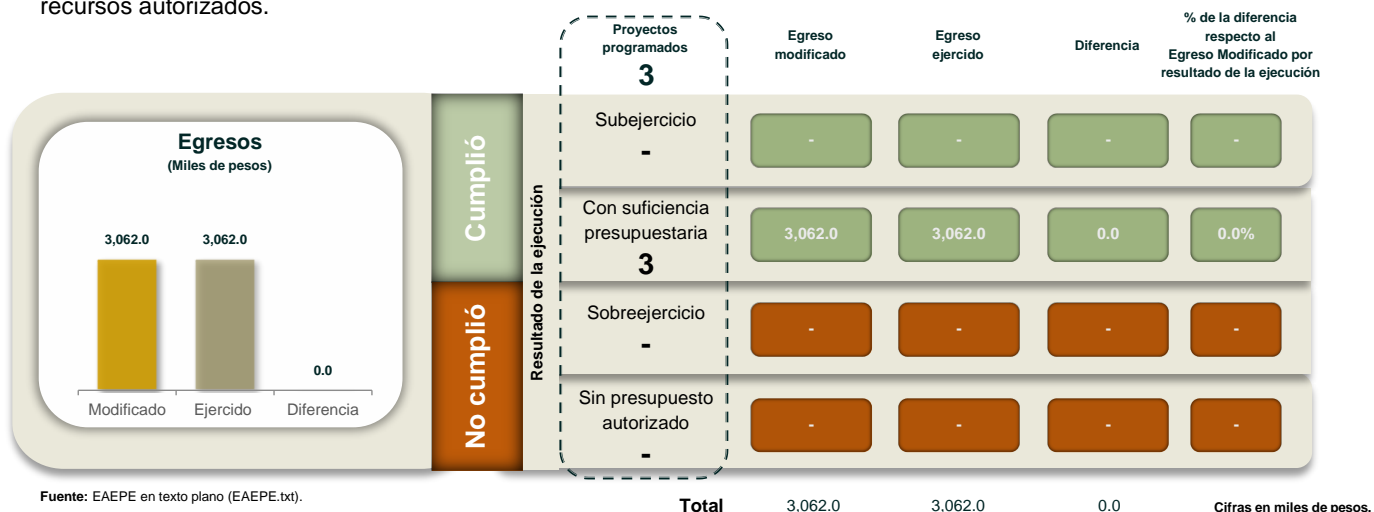 recursos autorizados.
Proyectos
programados
3
Egreso
modificado
Egreso
ejercido
Diferencia
% de la diferencia
respecto al
Egreso Modificado por
resultado de la ejecución
Egresos
(Miles de pesos)
3,062.0
3,062.0
0.0
Modificado
Ejercido
Diferencia
Cumplió
No cumplió
Resultado de la ejecución
Subejercicio
-
-
-
-
-
Con suficiencia
presupuestaria
3
3,062.0
3,062.0
0.0
0.0%
Sobreejercicio
-
-
-
-
-
Sin presupuesto
autorizado
-
-
-
-
-
Fuente: EAEPE en texto plano (EAEPE.txt).
Total
3,062.0
3,062.0
0.0
Cifras en miles de pesos.